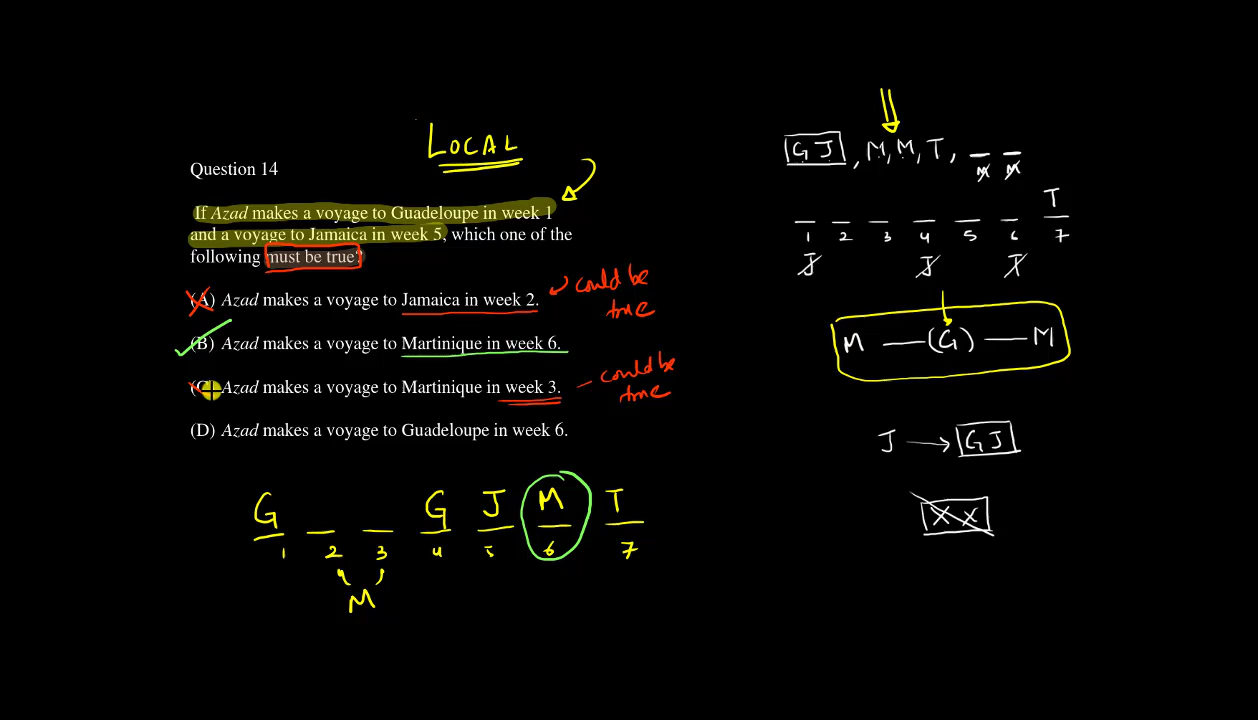 LOCAL
Question 14
If Azad makes a voyage to Guadeloupe in week 1
and a voyage to Jamaica in week 5, which one of the
following must be true?
(A) Azad makes a voyage to Jamaica in week 2.
could be
true
(B) Azad makes a voyage to Martinique in week 6.
(C) Azad makes a voyage to Martinique in week 3.
could be
true
(D) Azad makes a voyage to Guadeloupe in week 6.
G G J M T
1 2 3 4 5 6 7
M
G J , M, M, T,
M M
T
1 2 3 4 5 6 7
J J
M — (G) — M
J → G J
X X